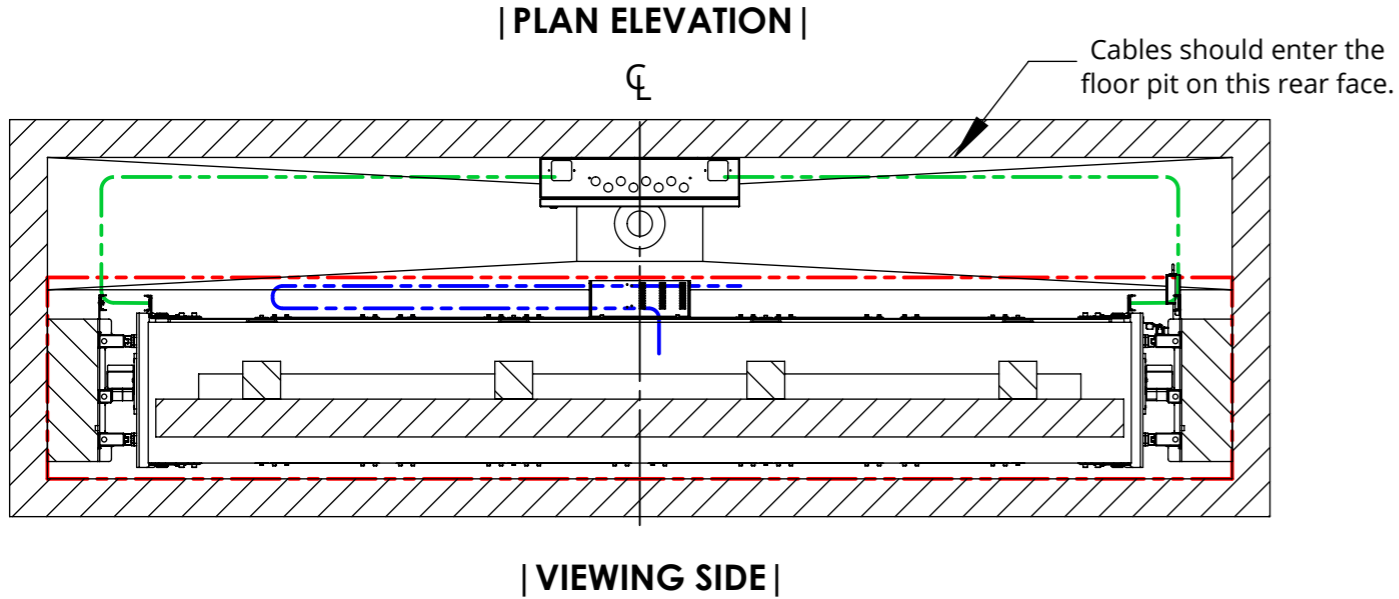 |PLAN ELEVATION|
℄
Cables should enter the
floor pit on this rear face.
|VIEWING SIDE|